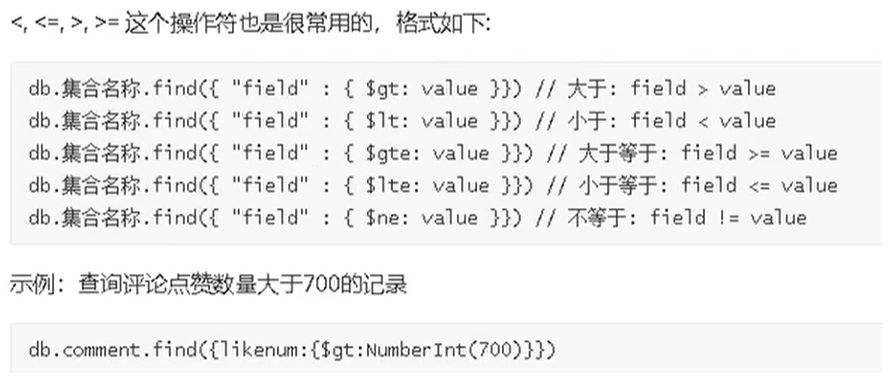 <, <=, >, >= 这个操作符也是很常用的，格式如下:
db.集合名称.find({ "field" : { $gt: value }}) // 大于: field > value
db.集合名称.find({ "field" : { $lt: value }}) // 小于: field < value
db.集合名称.find({ "field" : { $gte: value }}) // 大于等于: field >= value
db.集合名称.find({ "field" : { $lte: value }}) // 小于等于: field <= value
db.集合名称.find({ "field" : { $ne: value }}) // 不等于: field != value
示例：查询评论点赞数量大于700的记录
db.comment.find({likenum:{$gt:NumberInt(700)}})